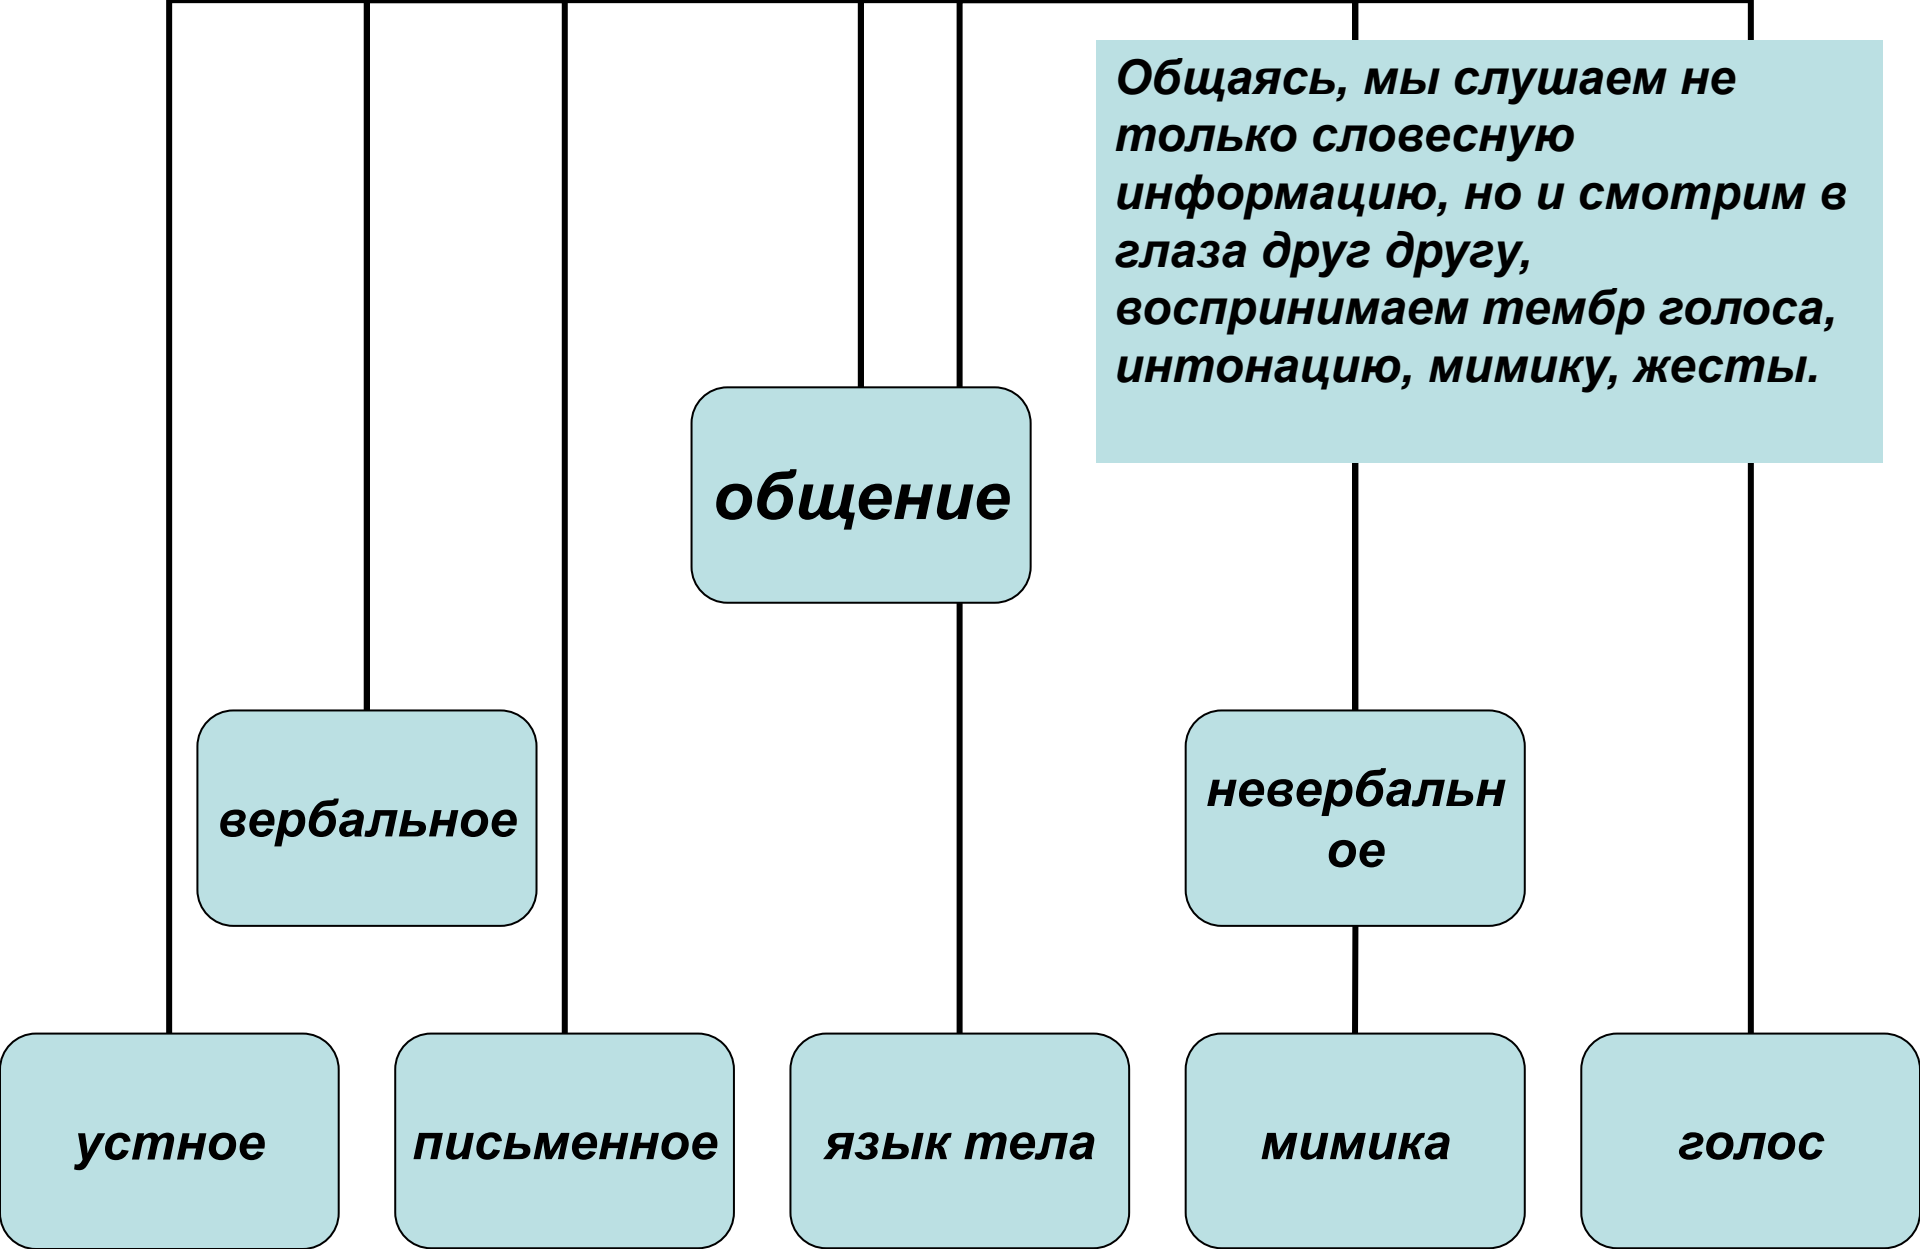 Общаясь, мы слушаем не
только словесную
информацию, но и смотрим в
глаза друг другу,
воспринимаем тембр голоса,
интонацию, мимику, жесты.
общение
вербальное
невербальн
ое
устное
письменное
язык тела
мимика
голос